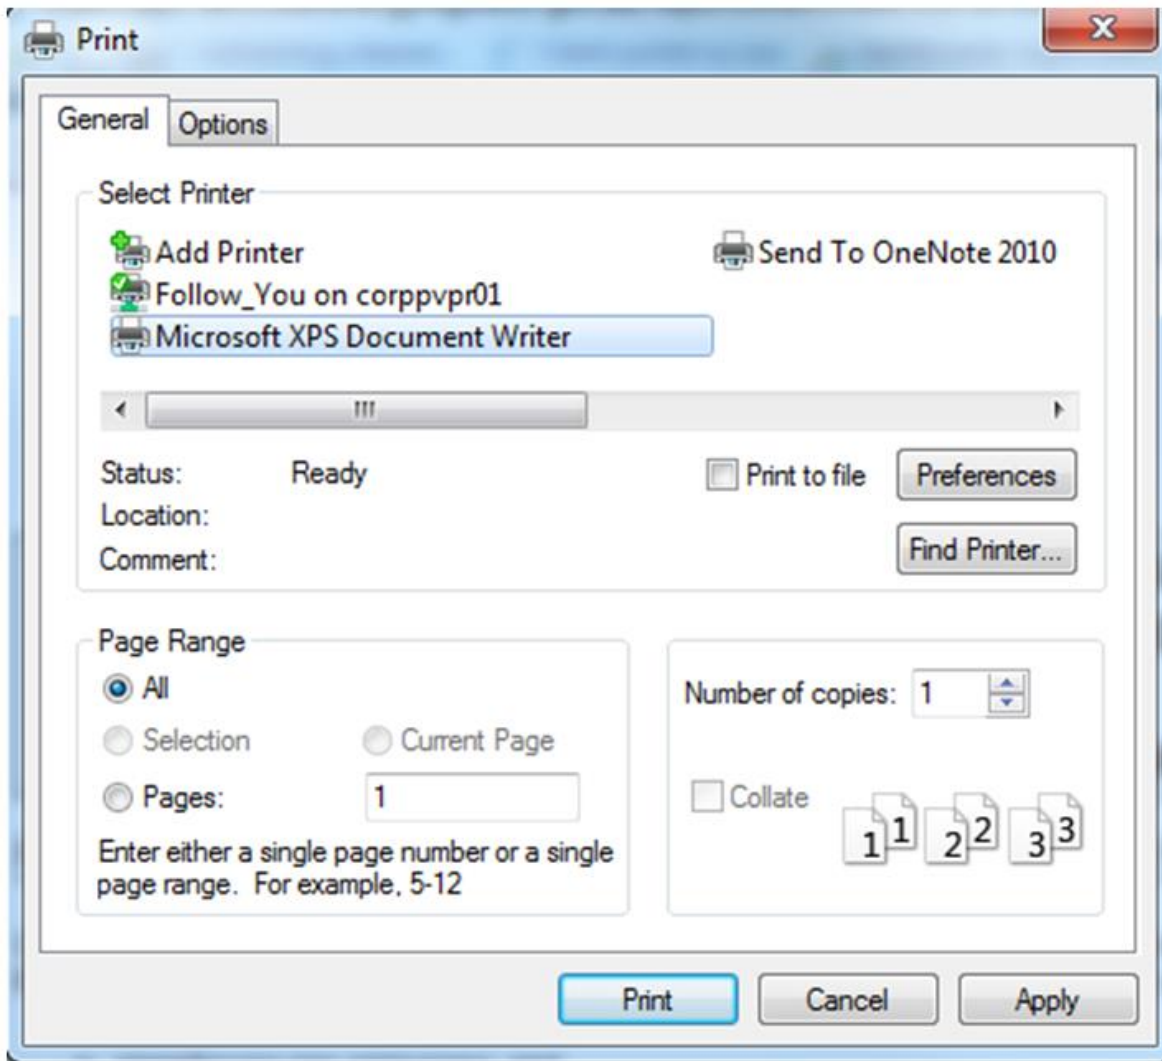 Print
General Options
Select Printer
Add Printer Send To OneNote 2010
Follow_You on corppvpr01
Microsoft XPS Document Writer
Status: Ready Print to file Preferences
Location:
Comment: Find Printer...
Page Range
All
Number of copies: 1
Selection Current Page
Pages: 1
Collate
1 1 2 2 3 3
Enter either a single page number or a single
page range. For example, 5-12
Print Cancel Apply